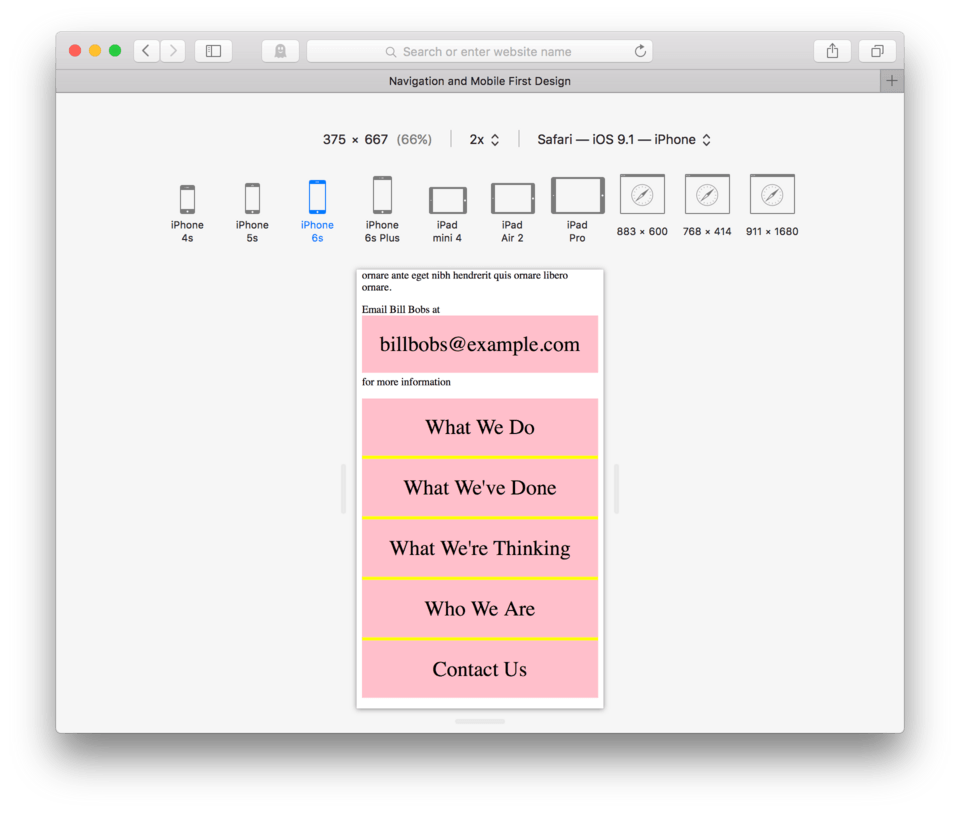 Search or enter website name
Navigation and Mobile First Design
375 × 667 (66%) 2x Safari — iOS 9.1 — iPhone
iPhone 4s
iPhone 5s
iPhone 6s
iPhone 6s Plus
iPad mini 4
iPad Air 2
iPad Pro
883 × 600
768 × 414
911 × 1680
ornare ante eget nibh hendrerit quis ornare libero
ornare.
Email Bill Bobs at
billbobs@example.com
for more information
What We Do
What We've Done
What We're Thinking
Who We Are
Contact Us